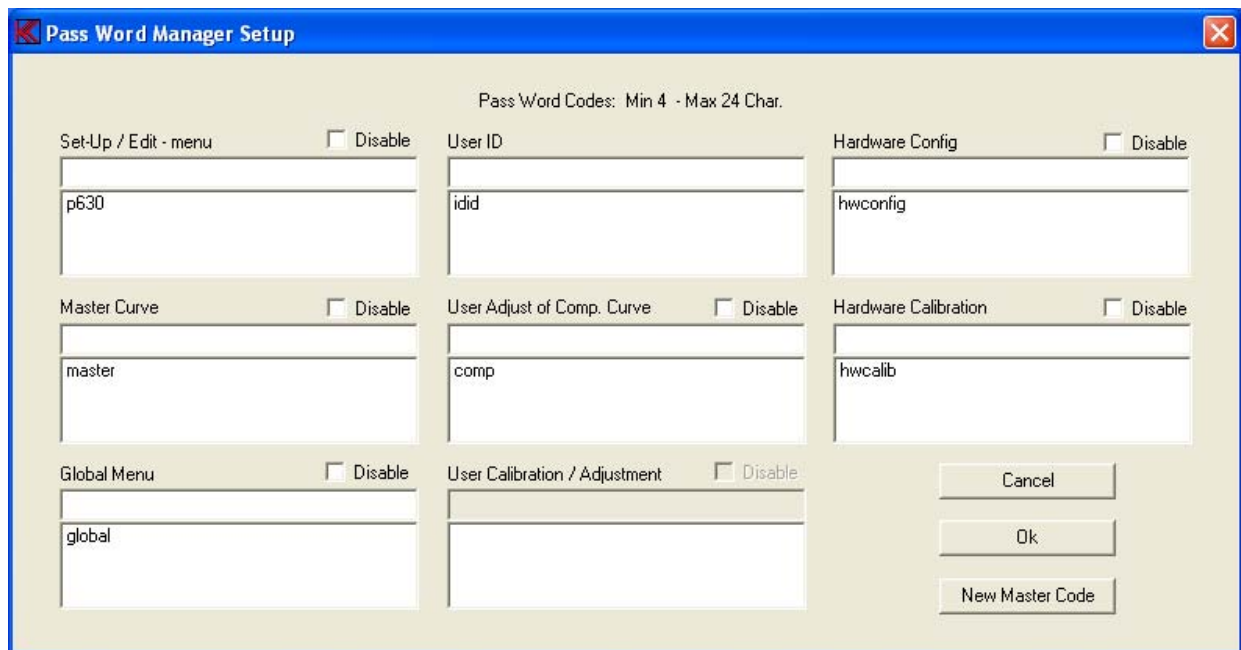 Pass Word Manager Setup
Pass Word Codes: Min 4 - Max 24 Char.
Set-Up / Edit - menu Disable
p630
User ID
idid
Hardware Config Disable
hwconfig
Master Curve Disable
master
User Adjust of Comp. Curve Disable
comp
Hardware Calibration Disable
hwcalib
Global Menu Disable
global
User Calibration / Adjustment Disable
Cancel
Ok
New Master Code